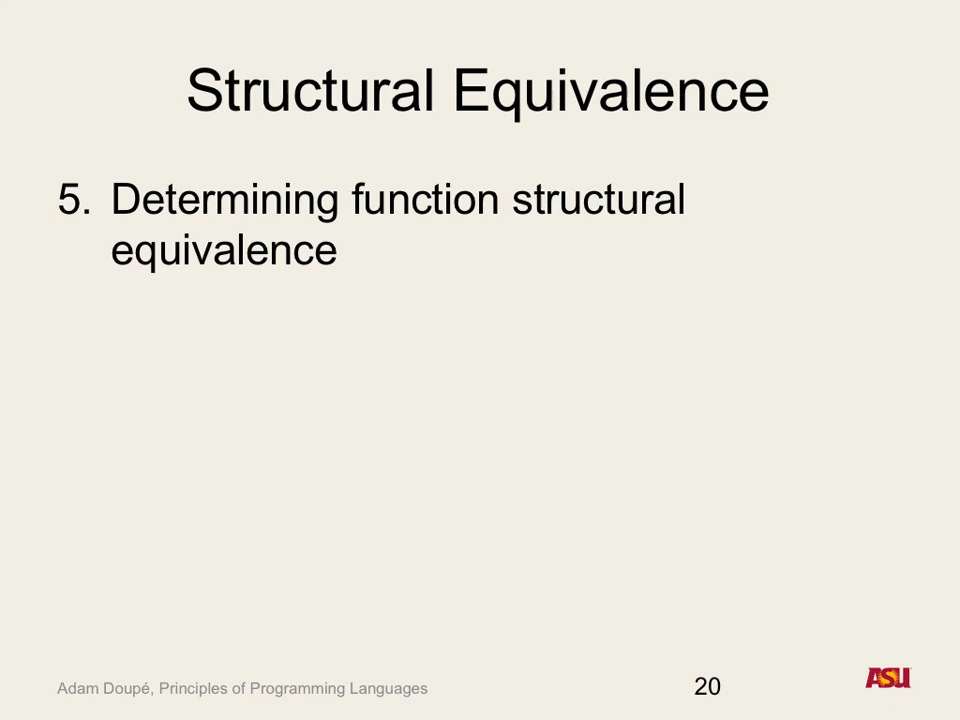 Structural Equivalence
5. Determining function structural
equivalence
Adam Doupé, Principles of Programming Languages
20
ASU